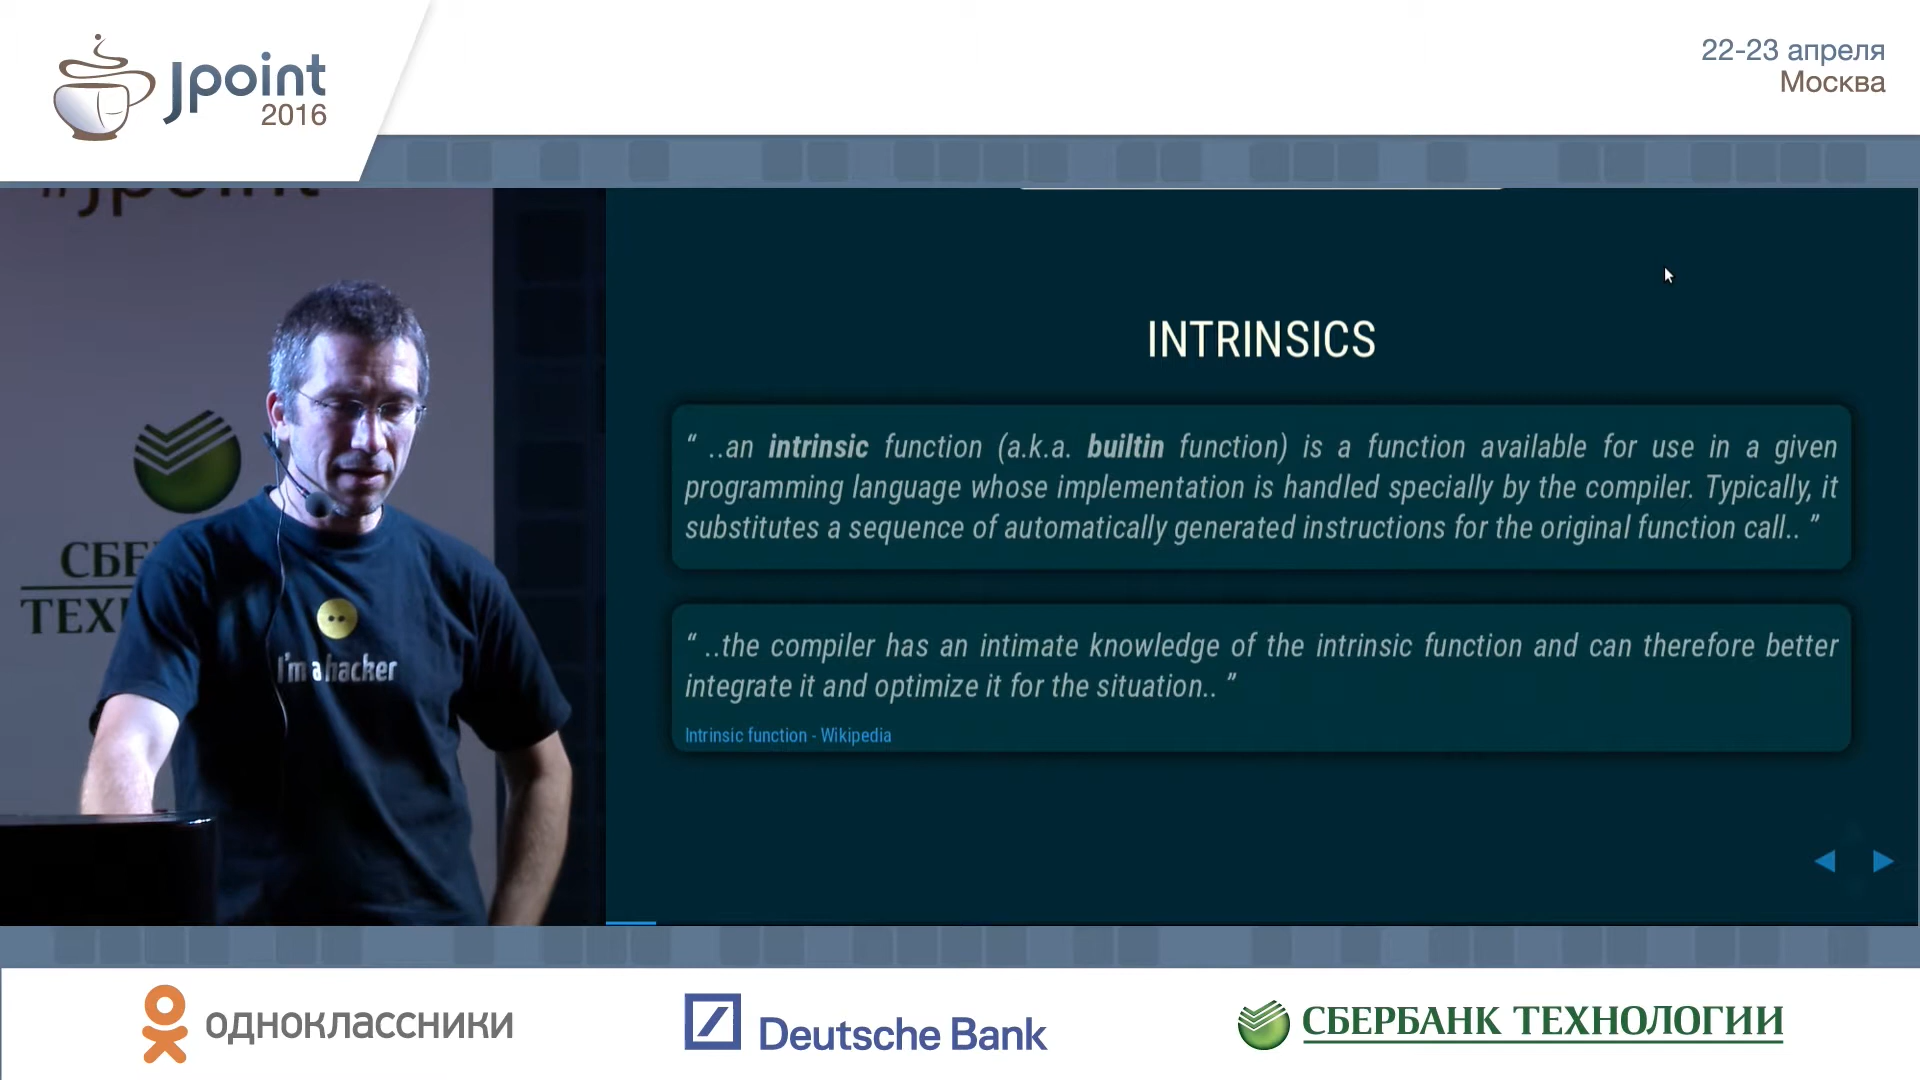 Jpoint
2016
22-23 апреля
Москва
#jpoint
СБЕ
ТЕХ
I'm a hacker
INTRINSICS
“ ..an intrinsic function (a.k.a. builtin function) is a function available for use in a given
programming language whose implementation is handled specially by the compiler. Typically, it
substitutes a sequence of automatically generated instructions for the original function call.. ”
“ ..the compiler has an intimate knowledge of the intrinsic function and can therefore better
integrate it and optimize it for the situation.. ”
Intrinsic function - Wikipedia
одноклассники
Deutsche Bank
СБЕРБАНК ТЕХНОЛОГИИ